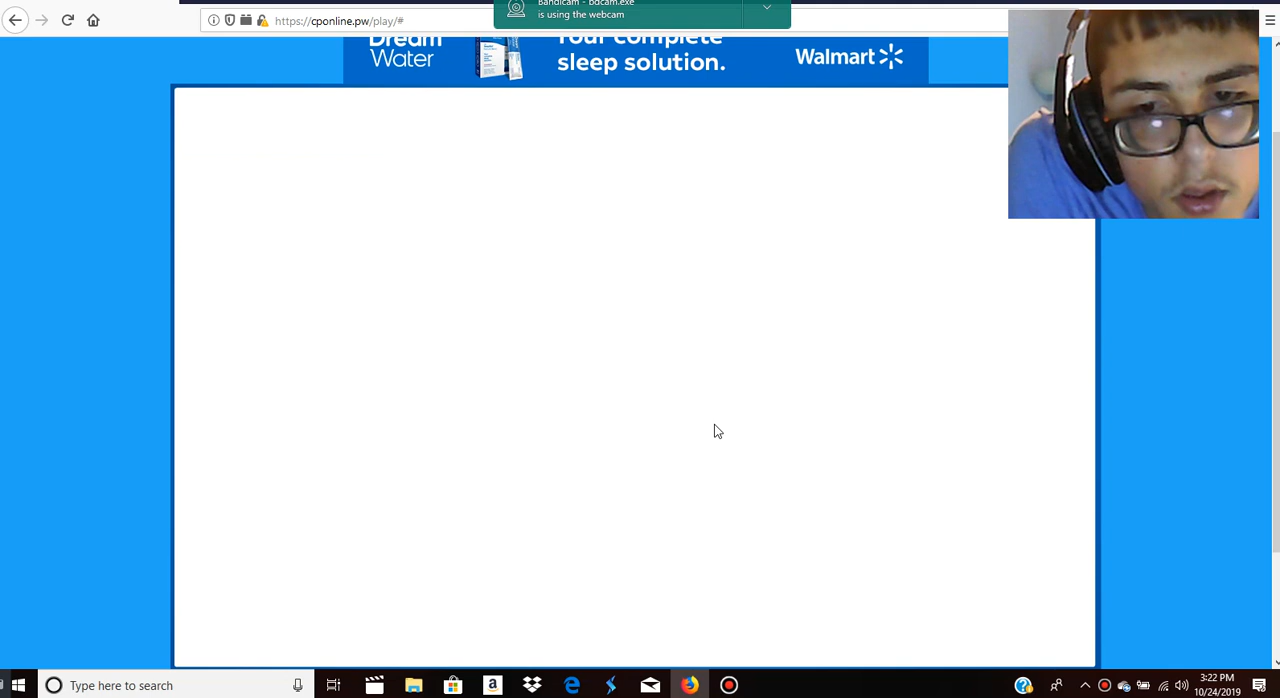 Bandicam - bdcam.exe
is using the webcam
https://cponline.pw/play/#
Dream
Water
Your complete
sleep solution.
Walmart
Type here to search
3:22 PM
10/24/2019